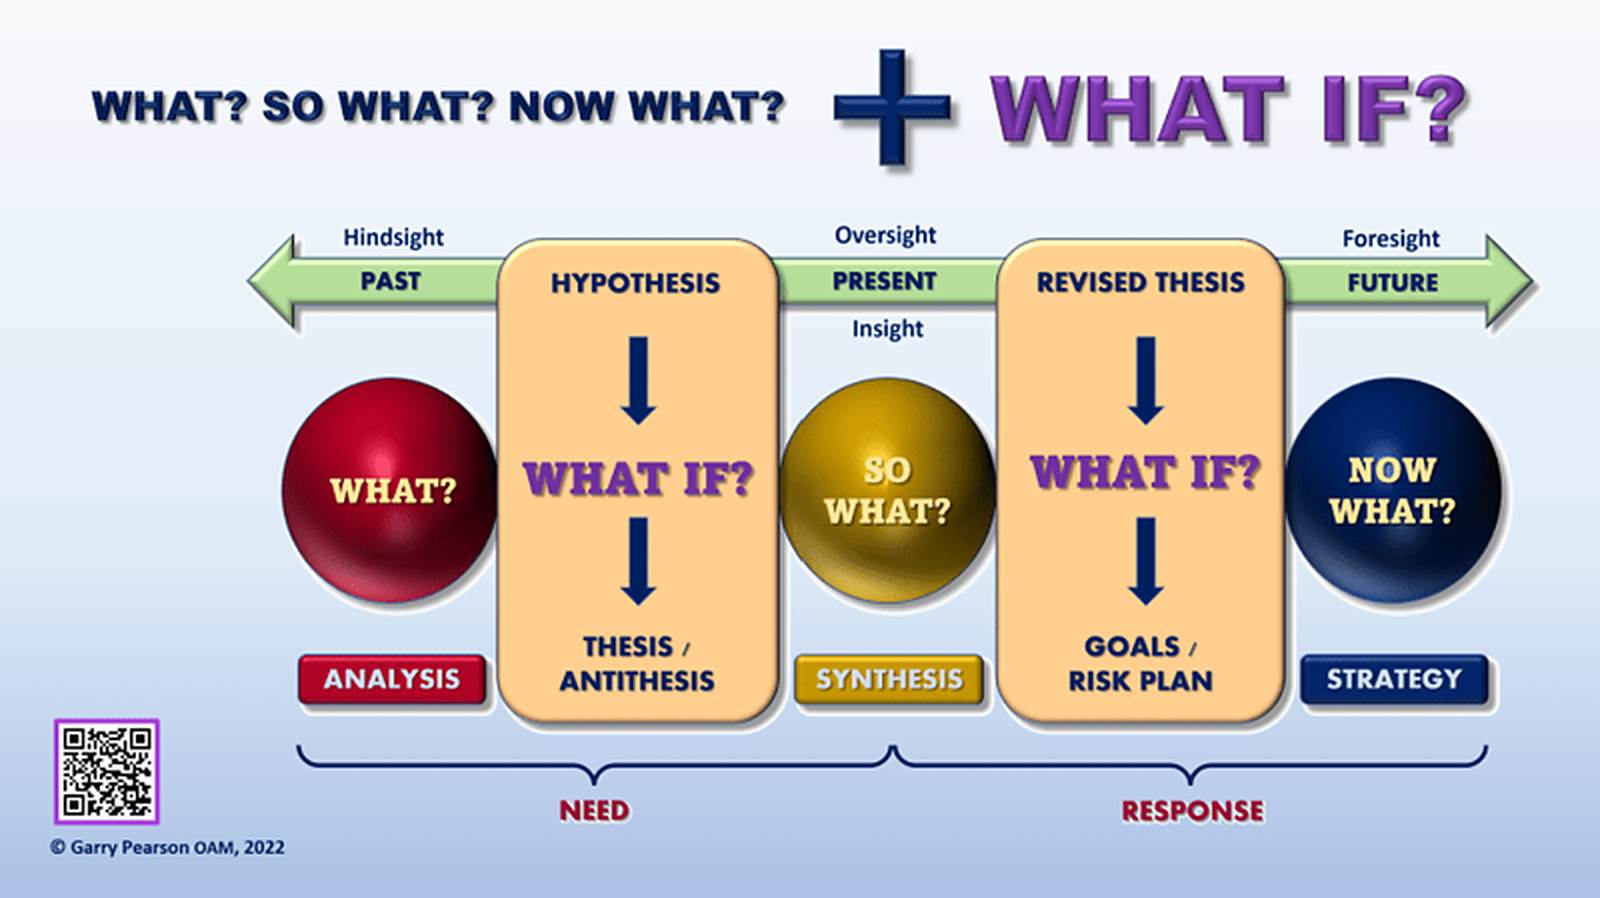 WHAT? SO WHAT? NOW WHAT?
WHAT IF?
Hindsight
Oversight
Foresight
PAST
HYPOTHESIS
PRESENT
REVISED THESIS
FUTURE
Insight
WHAT?
WHAT IF?
SO
WHAT?
WHAT IF?
NOW
WHAT?
THESIS /
ANTITHESIS
GOALS /
RISK PLAN
ANALYSIS
SYNTHESIS
STRATEGY
NEED
RESPONSE
© Garry Pearson OAM, 2022